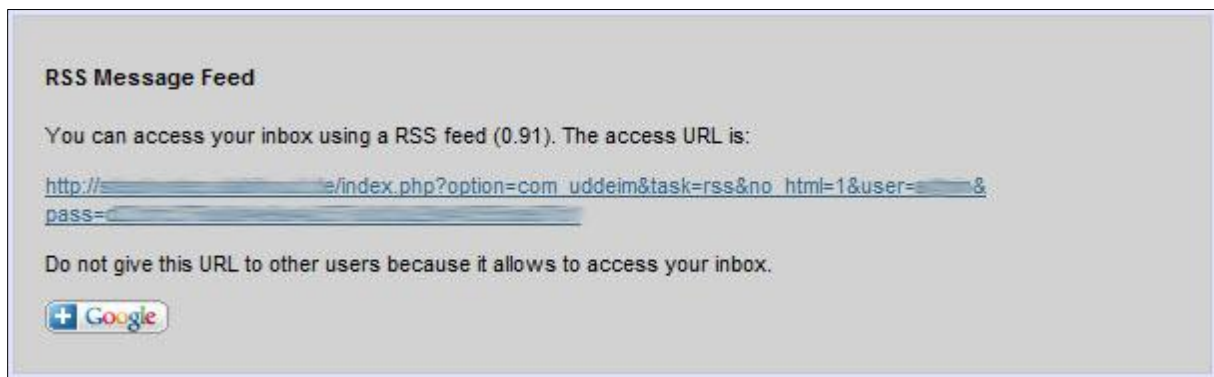 RSS Message Feed
You can access your inbox using a RSS feed (0.91). The access URL is:
http:// e/index.php?option=com_uddeim&task=rss&no_html=1&user= &
pass=
Do not give this URL to other users because it allows to access your inbox.
+ Google